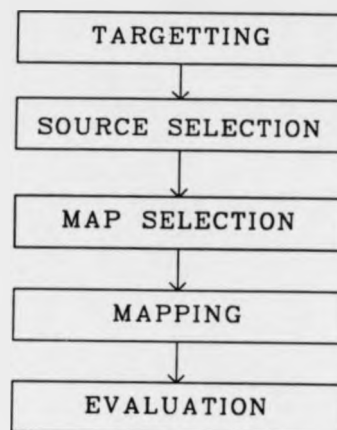 TARGETTING
SOURCE SELECTION
MAP SELECTION
MAPPING
EVALUATION